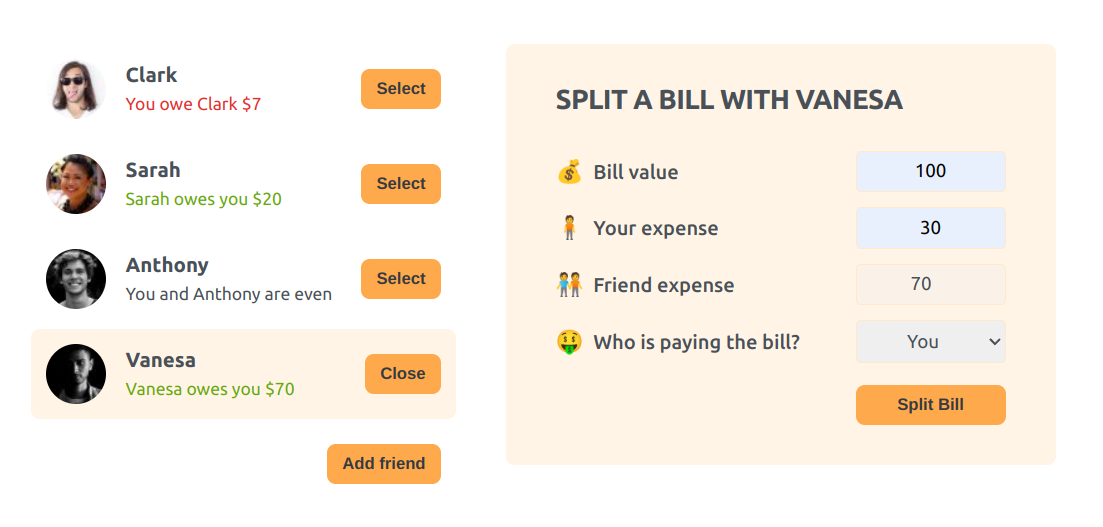 Clark
You owe Clark $7
Select
Sarah
Sarah owes you $20
Select
Anthony
You and Anthony are even
Select
Vanesa
Vanesa owes you $70
Close
Add friend
SPLIT A BILL WITH VANESA
Bill value 100
Your expense 30
Friend expense 70
Who is paying the bill? You
Split Bill